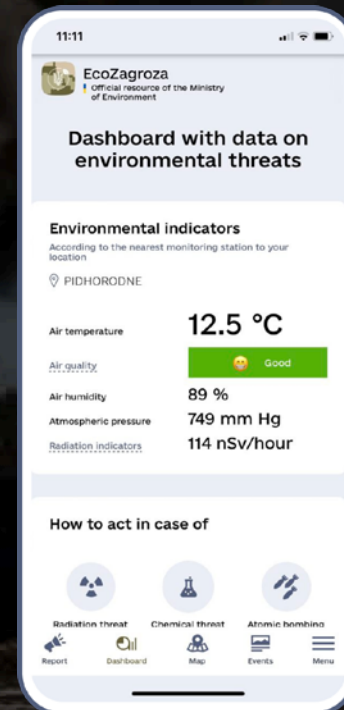 11:11
EcoZagroza
Official resource of the Ministry
of Environment
Dashboard with data on
environmental threats
Environmental indicators
According to the nearest monitoring station to your
location
PIDHORODNE
Air temperature 12.5 °C
Air quality Good
Air humidity 89 %
Atmospheric pressure 749 mm Hg
Radiation indicators 114 nSv/hour
How to act in case of
Radiation threat Chemical threat Atomic bombing
Report Dashboard Map Events Menu